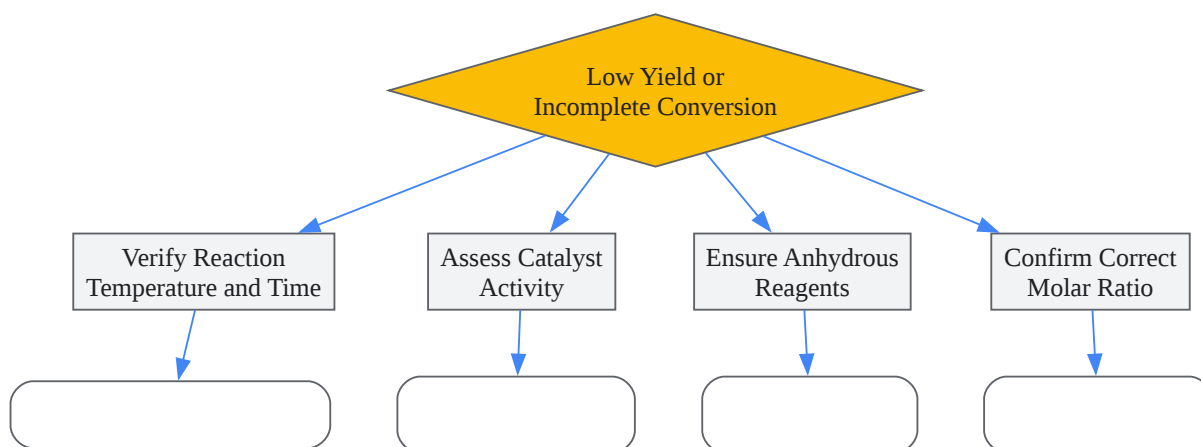 Low Yield or
Incomplete Conversion
Verify Reaction
Temperature and Time
Assess Catalyst
Activity
Ensure Anhydrous
Reagents
Confirm Correct
Molar Ratio